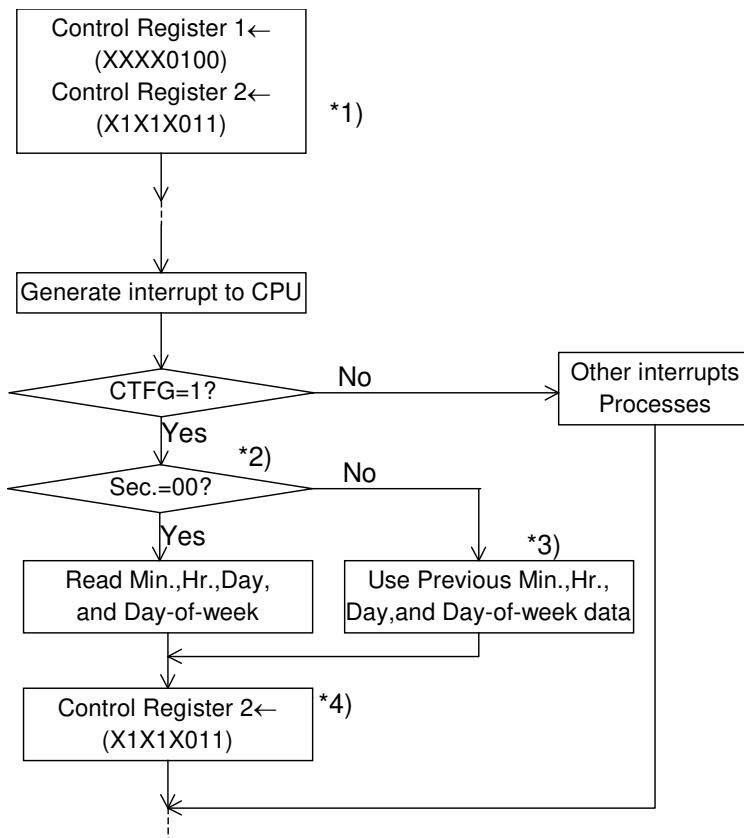 Control Register 1←
(XXXX0100)
Control Register 2←
(X1X1X011)
*1)
Generate interrupt to CPU
CTFG=1?
No
Other interrupts
Processes
Yes
*2)
Sec.=00?
No
Yes
*3)
Read Min.,Hr.,Day,
and Day-of-week
Use Previous Min.,Hr.,
Day,and Day-of-week data
Control Register 2←
(X1X1X011)
*4)